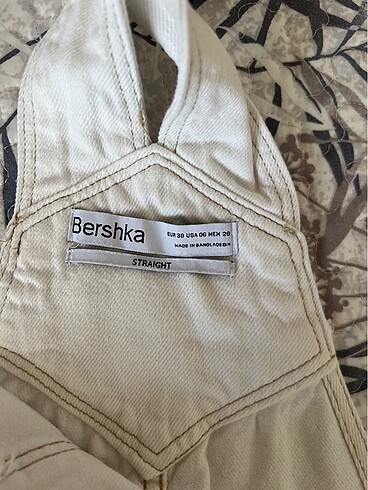 Bershka
EUR 38 USA 06 MEX 28
MADE IN BANGLADESH
STRAIGHT